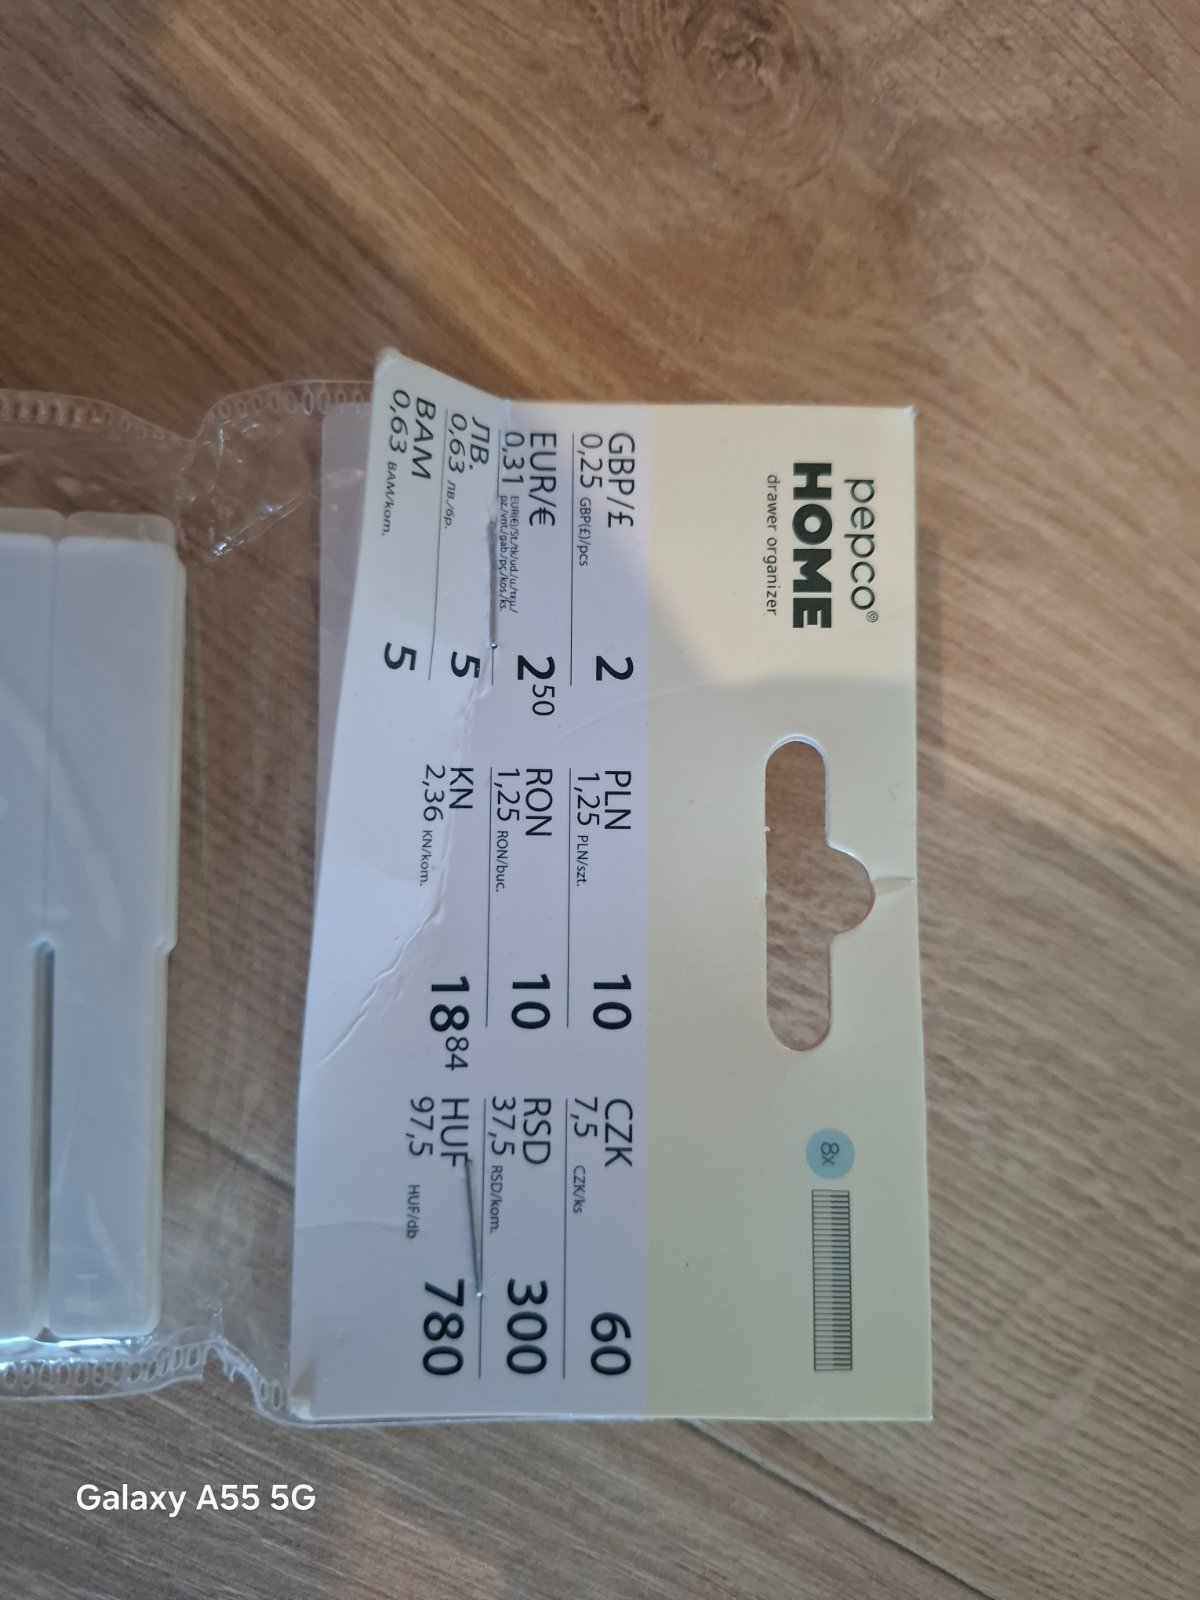 pepco®
HOME
drawer organizer
8x
GBP/£
0,25 GBP(£)/pcs
2
PLN
1,25 PLN/szt.
10
CZK
7,5 CZK/ks
60
EUR/€
0,31 EUR(€)/St./tk/ud./u./τεμ./
pz/vnt./gab./pç./kos./ks.
2⁵⁰
RON
1,25 RON/buc.
10
RSD
37,5 RSD/kom.
300
ЛВ.
0,63 ЛВ./бр.
5
KN
2,36 KN/kom.
18⁸⁴
HUF
97,5 HUF/db
780
BAM
0,63 BAM/kom.
5
Galaxy A55 5G